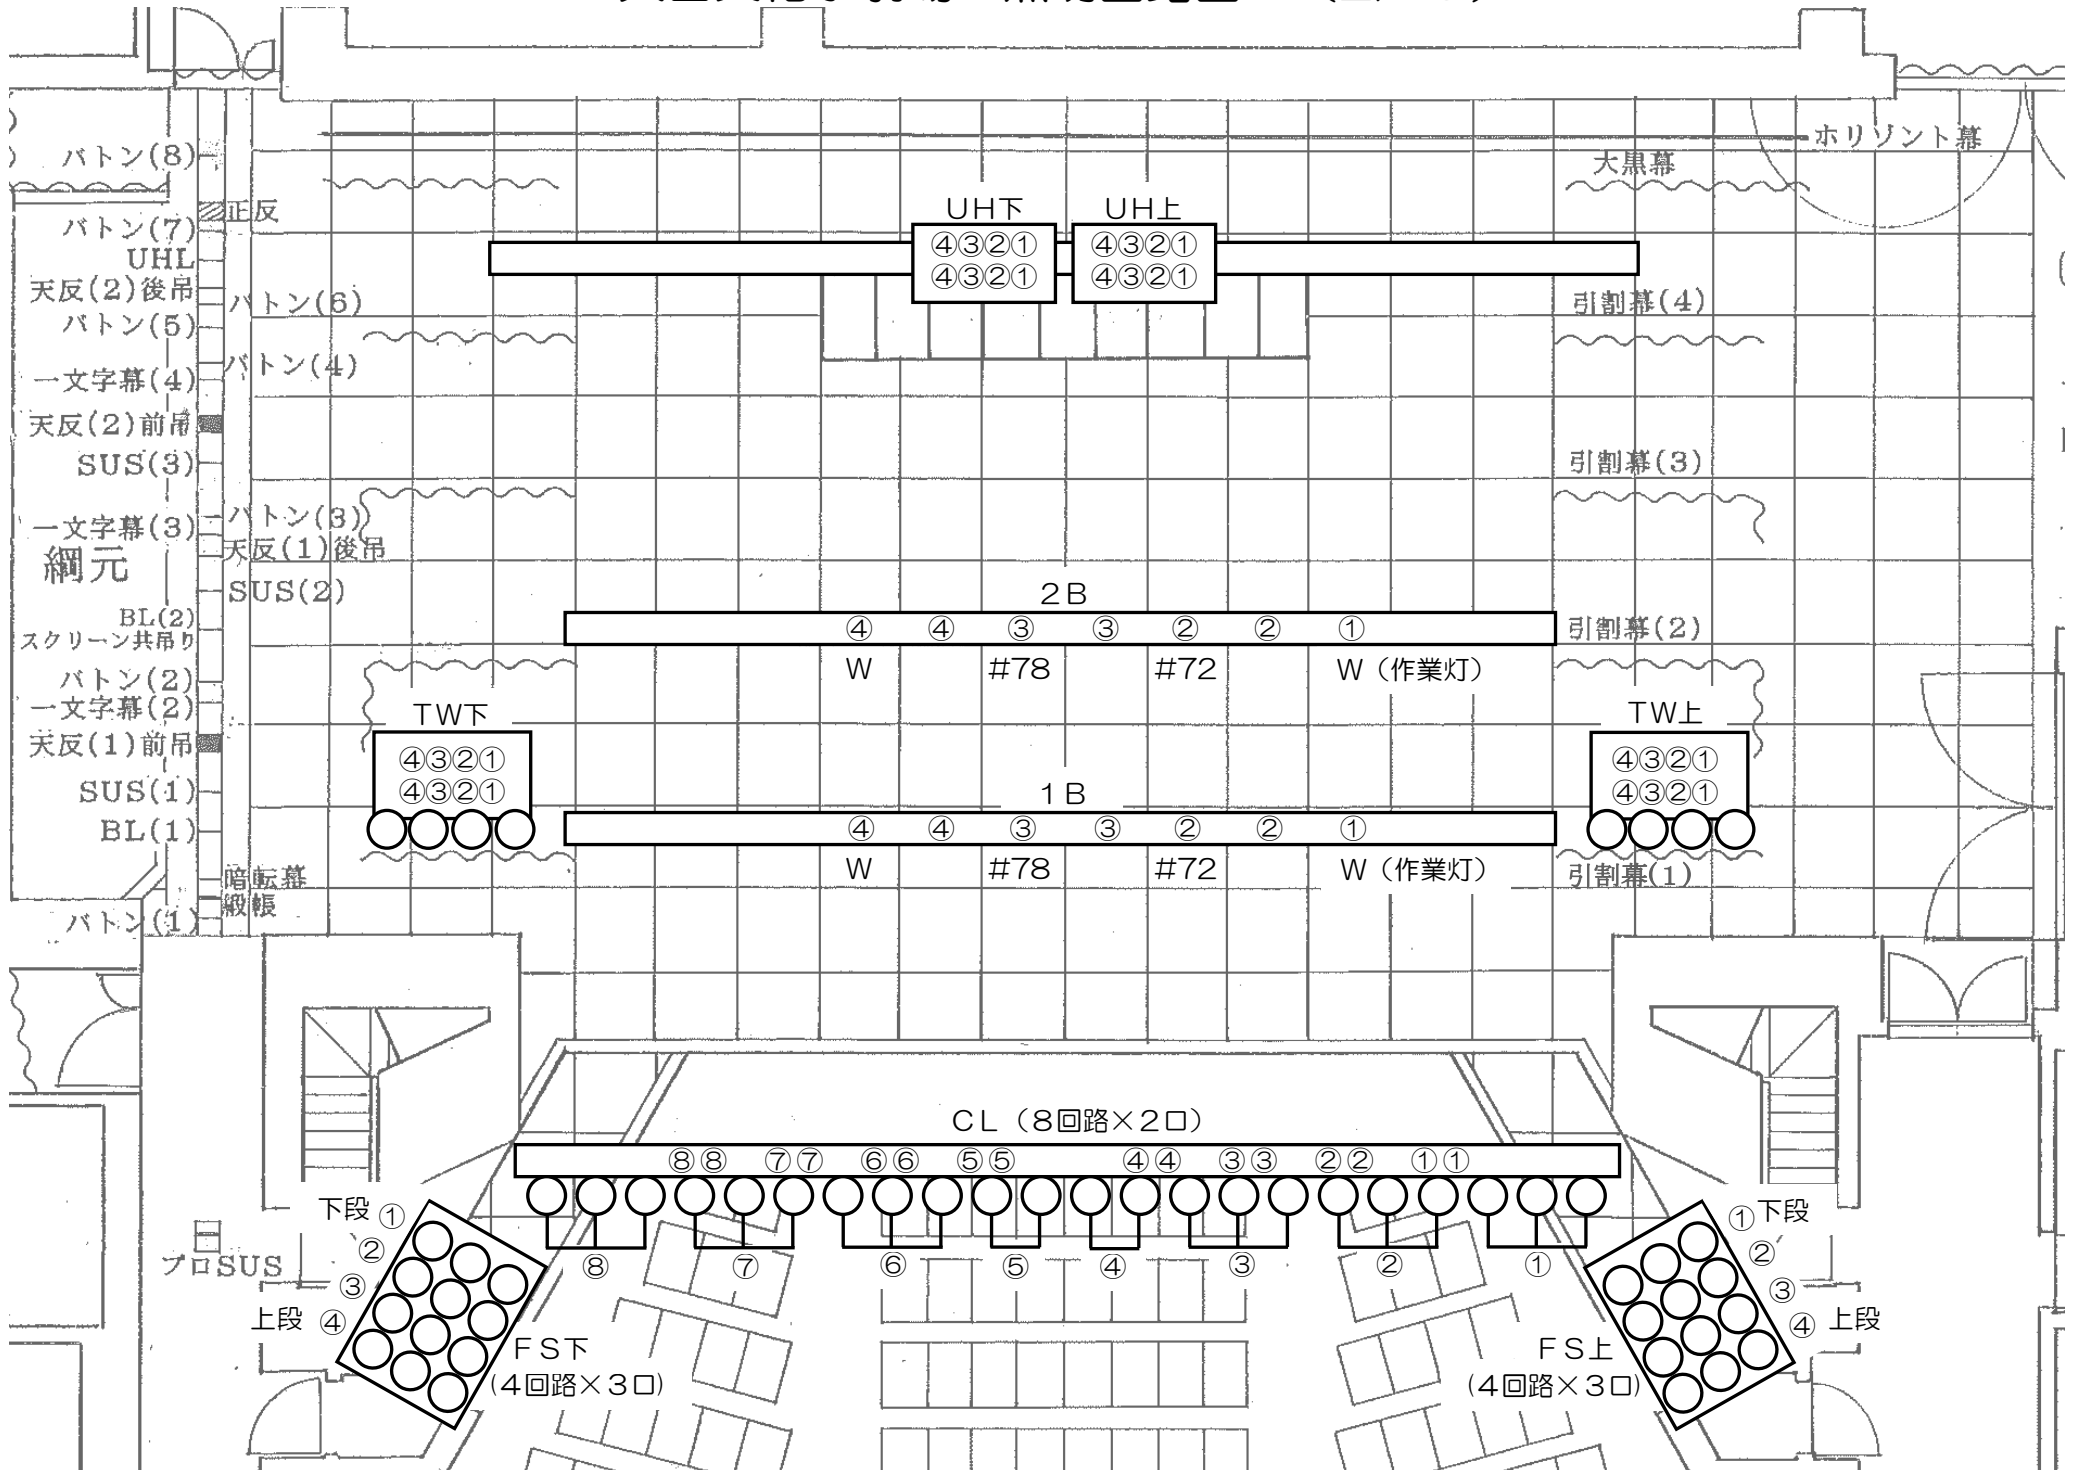 ホリゾント幕
大黒幕
バトン(8)
正反
バトン(7)
UHL
天反(2)後吊
バトン(6)
バトン(5)
バトン(4)
一文字幕(4)
天反(2)前吊
SUS(3)
バトン(3)
一文字幕(3)
天反(1)後吊
綱元
SUS(2)
BL(2)
スクリーン共吊り
バトン(2)
一文字幕(2)
天反(1)前吊
SUS(1)
BL(1)
暗転幕
緞帳
バトン(1)
UH下
④③②①
④③②①
UH上
④③②①
④③②①
引割幕(4)
引割幕(3)
引割幕(2)
引割幕(1)
2B
④ ④ ③ ③ ② ② ①
W #78 #72 W（作業灯）
TW下
④③②①
④③②①
TW上
④③②①
④③②①
1B
④ ④ ③ ③ ② ② ①
W #78 #72 W（作業灯）
CL（8回路×2口）
⑧⑧ ⑦⑦ ⑥⑥ ⑤⑤ ④④ ③③ ②② ①①
⑧ ⑦ ⑥ ⑤ ④ ③ ② ①
プロSUS
下段 ①
②
③
上段 ④
FS下
(4回路×3口)
① 下段
②
③
④ 上段
FS上
(4回路×3口)